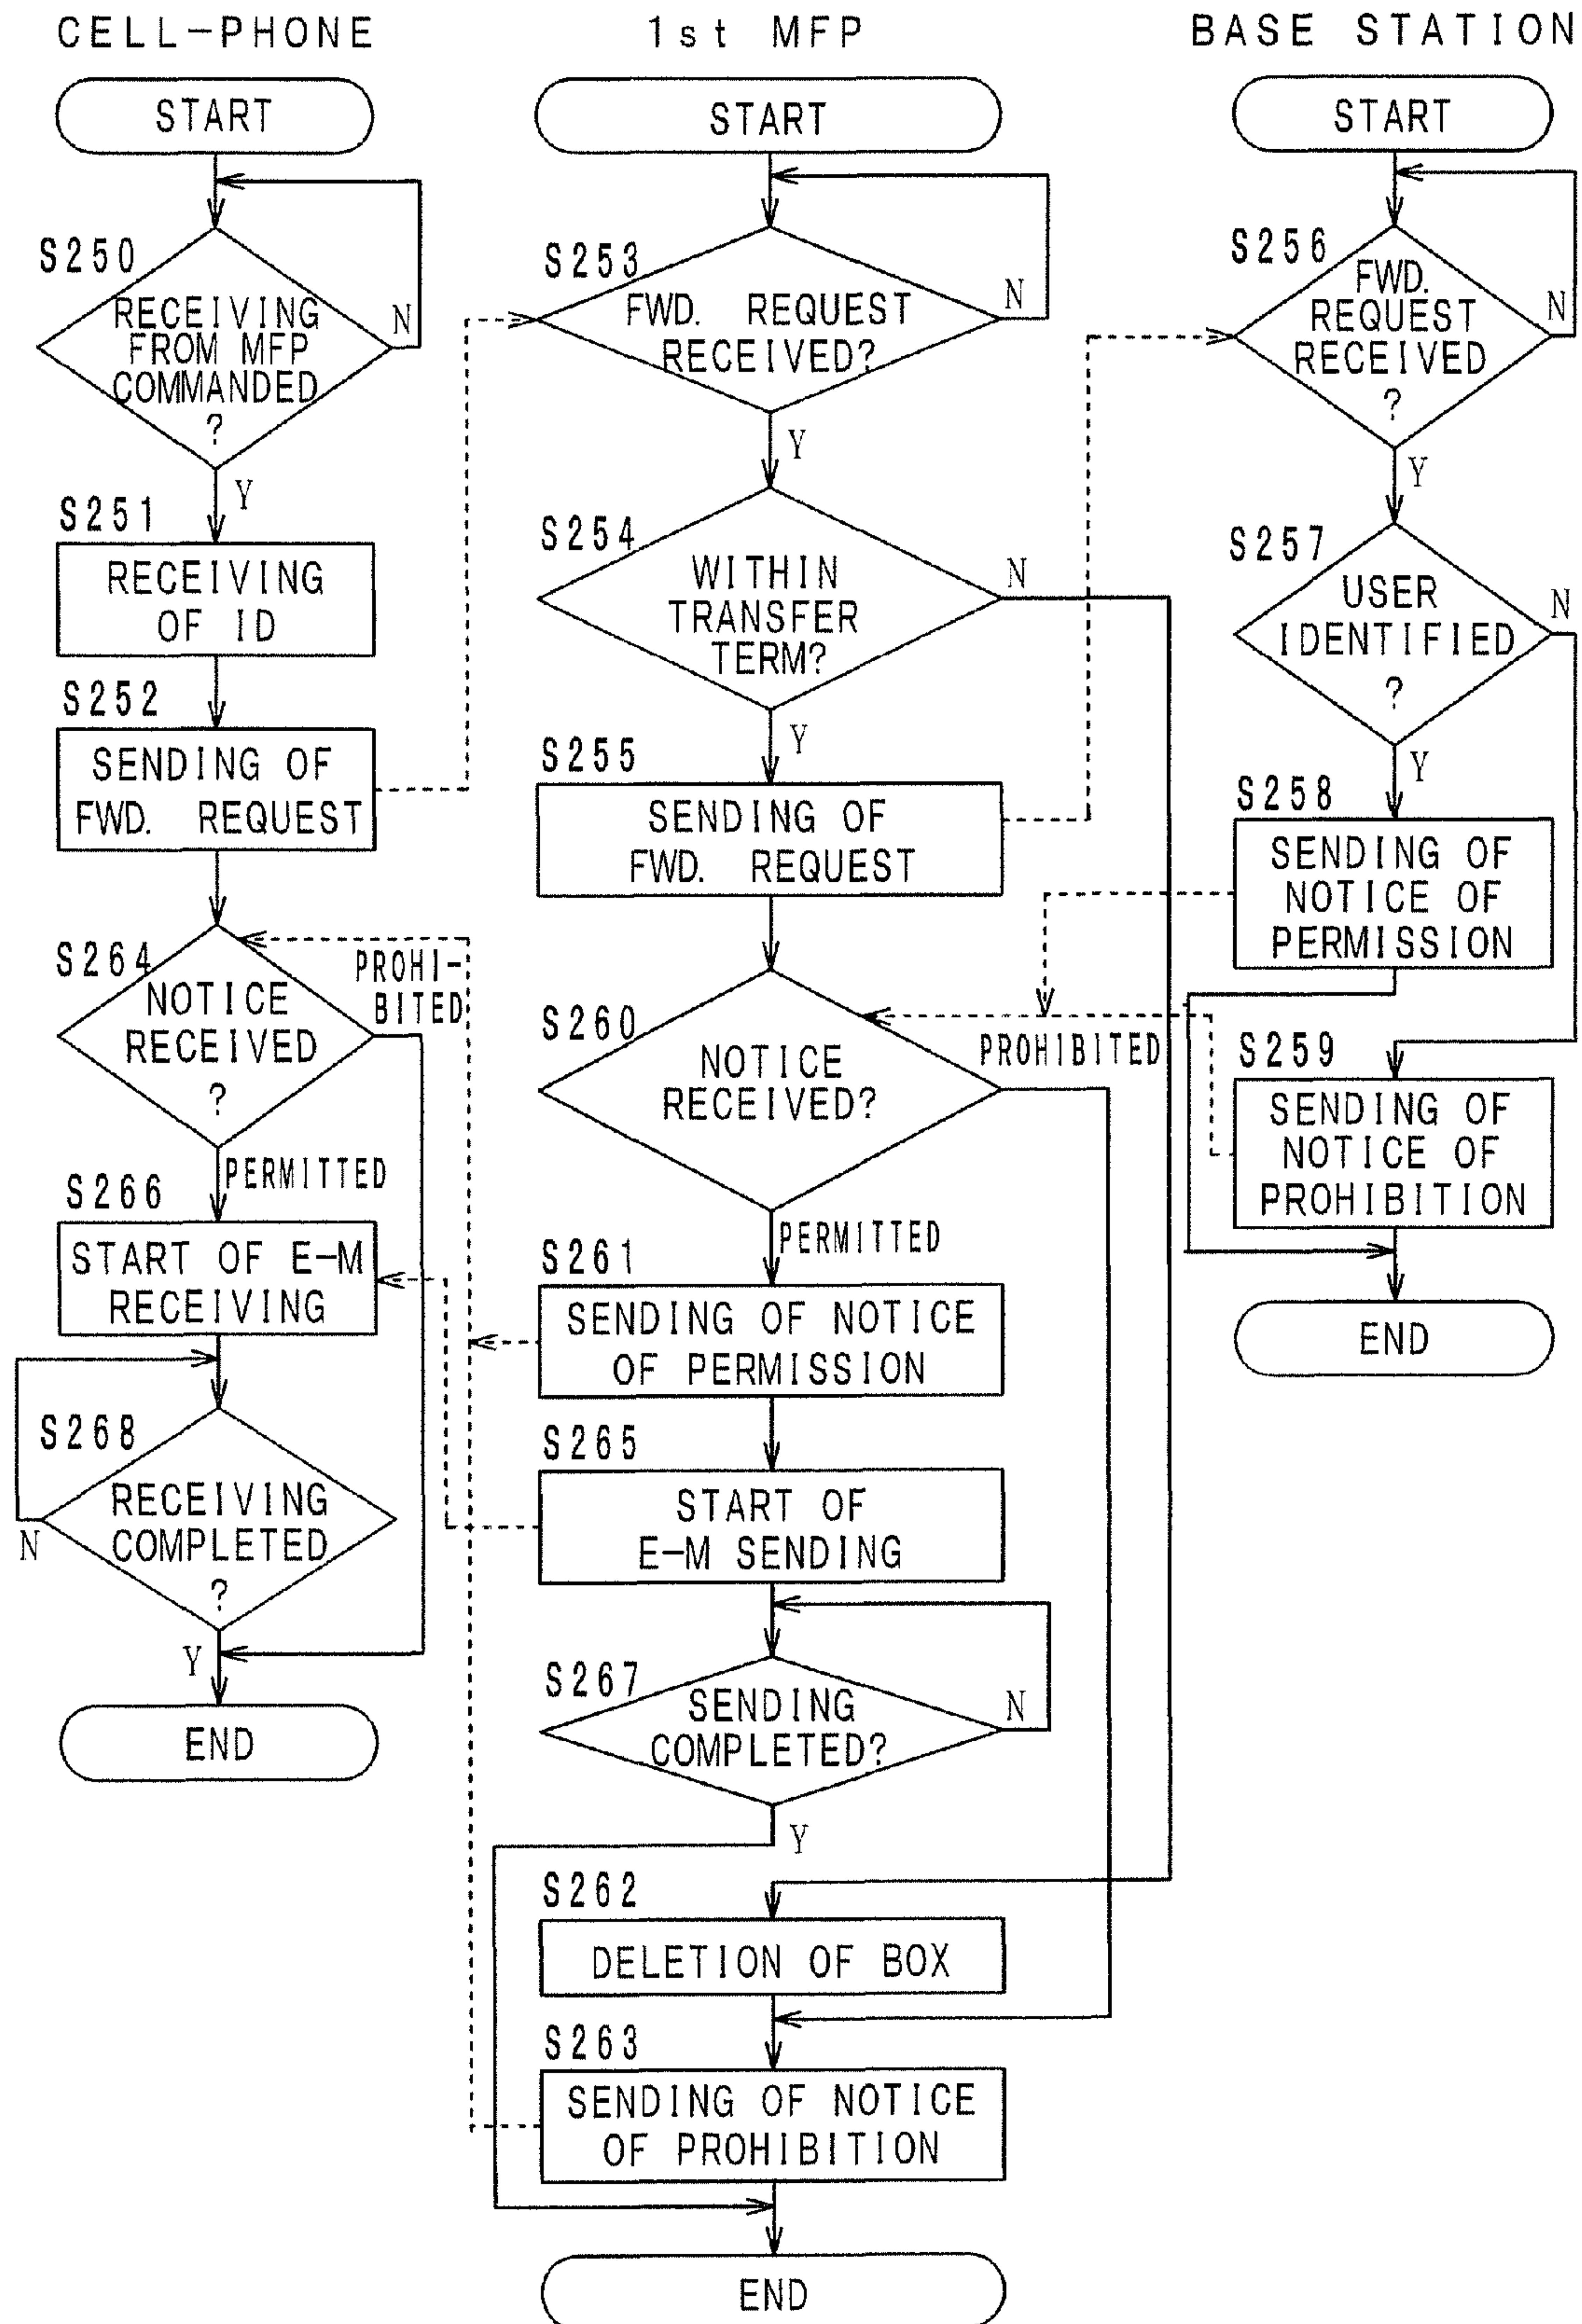 CELL-PHONE
START
S250
RECEIVING
FROM MFP
COMMANDED
?
N
Y
S251
RECEIVING
OF ID
S252
SENDING OF
FWD. REQUEST
S264
NOTICE
RECEIVED
?
PROHI-
BITED
PERMITTED
S266
START OF E-M
RECEIVING
S268
RECEIVING
COMPLETED
?
N
Y
END
1st MFP
START
S253
FWD. REQUEST
RECEIVED?
N
Y
S254
WITHIN
TRANSFER
TERM?
N
Y
S255
SENDING OF
FWD. REQUEST
S260
NOTICE
RECEIVED?
PROHIBITED
PERMITTED
S261
SENDING OF NOTICE
OF PERMISSION
S265
START OF
E-M SENDING
S267
SENDING
COMPLETED?
N
Y
S262
DELETION OF BOX
S263
SENDING OF NOTICE
OF PROHIBITION
END
BASE STATION
START
S256
FWD.
REQUEST
RECEIVED
?
N
Y
S257
USER
IDENTIFIED
?
N
Y
S258
SENDING OF
NOTICE OF
PERMISSION
S259
SENDING OF
NOTICE OF
PROHIBITION
END